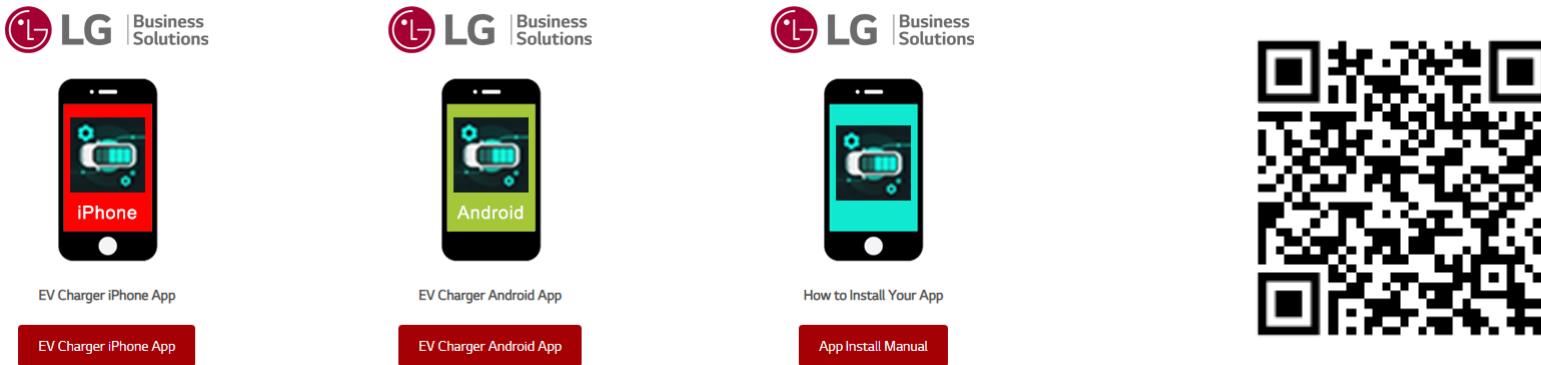 LG Business Solutions
LG Business Solutions
LG Business Solutions
iPhone
Android
EV Charger iPhone App
EV Charger Android App
How to Install Your App
EV Charger iPhone App
EV Charger Android App
App Install Manual